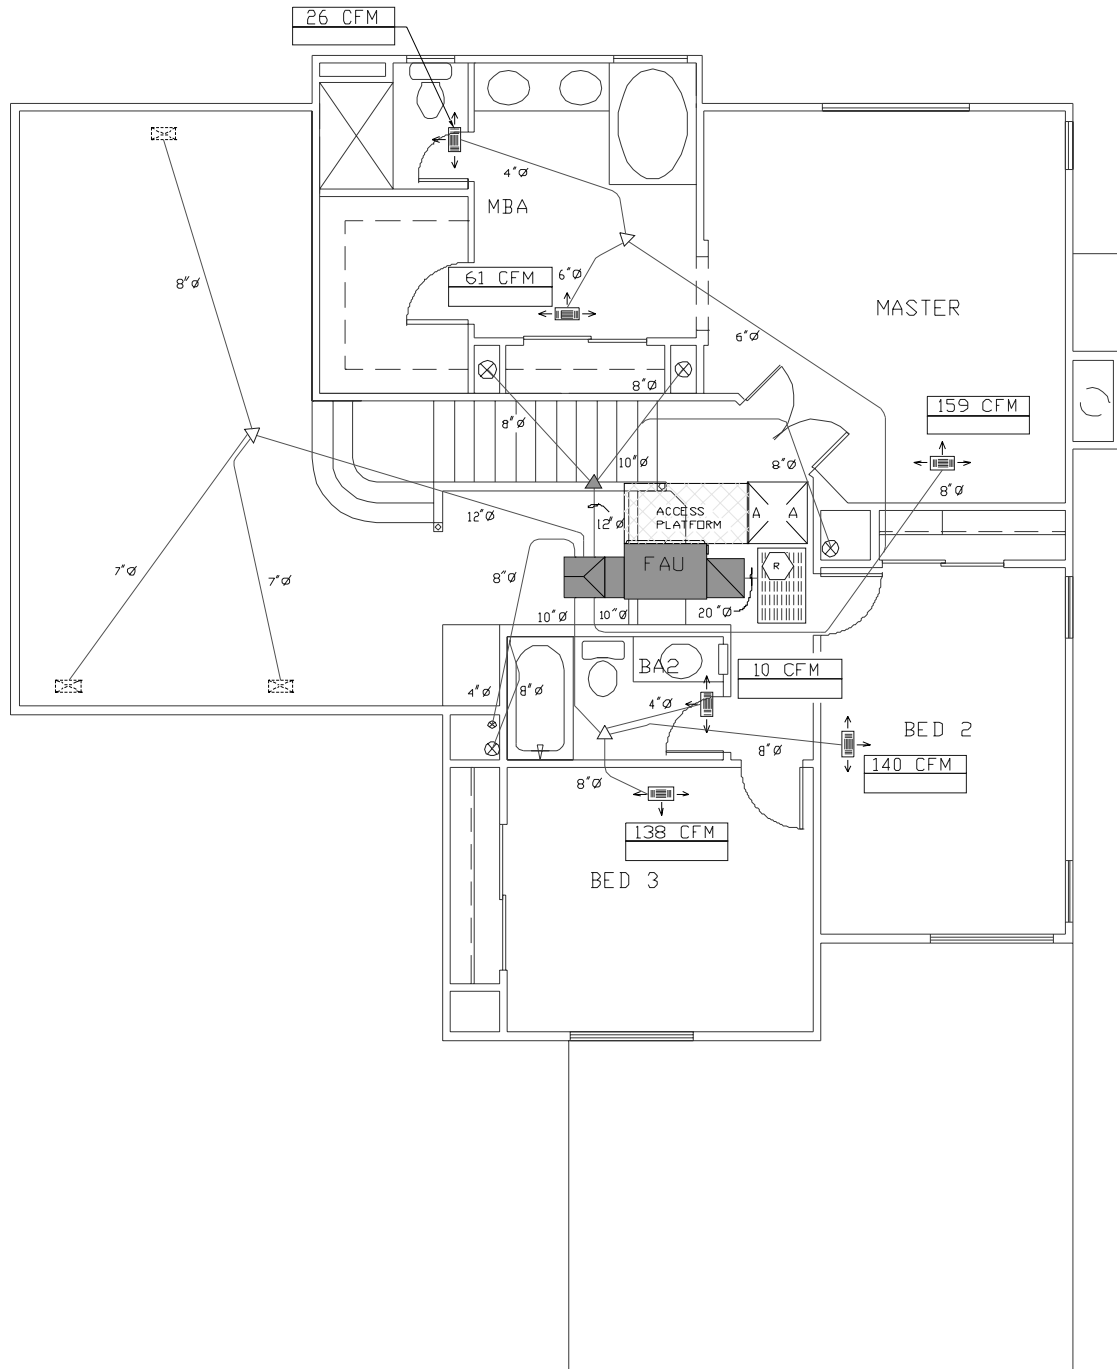 26 CFM
4"Ø
MBA
8"Ø
61 CFM
6"Ø
MASTER
6"Ø
8"Ø
159 CFM
8"Ø
10"Ø
8"Ø
8"Ø
12"Ø
12"Ø
ACCESS
PLATFORM
A A
FAU
R
7"Ø
7"Ø
8"Ø
10"Ø
10"Ø
20"Ø
BA2
10 CFM
4"Ø
8"Ø
4"Ø
BED 2
8"Ø
140 CFM
8"Ø
138 CFM
BED 3